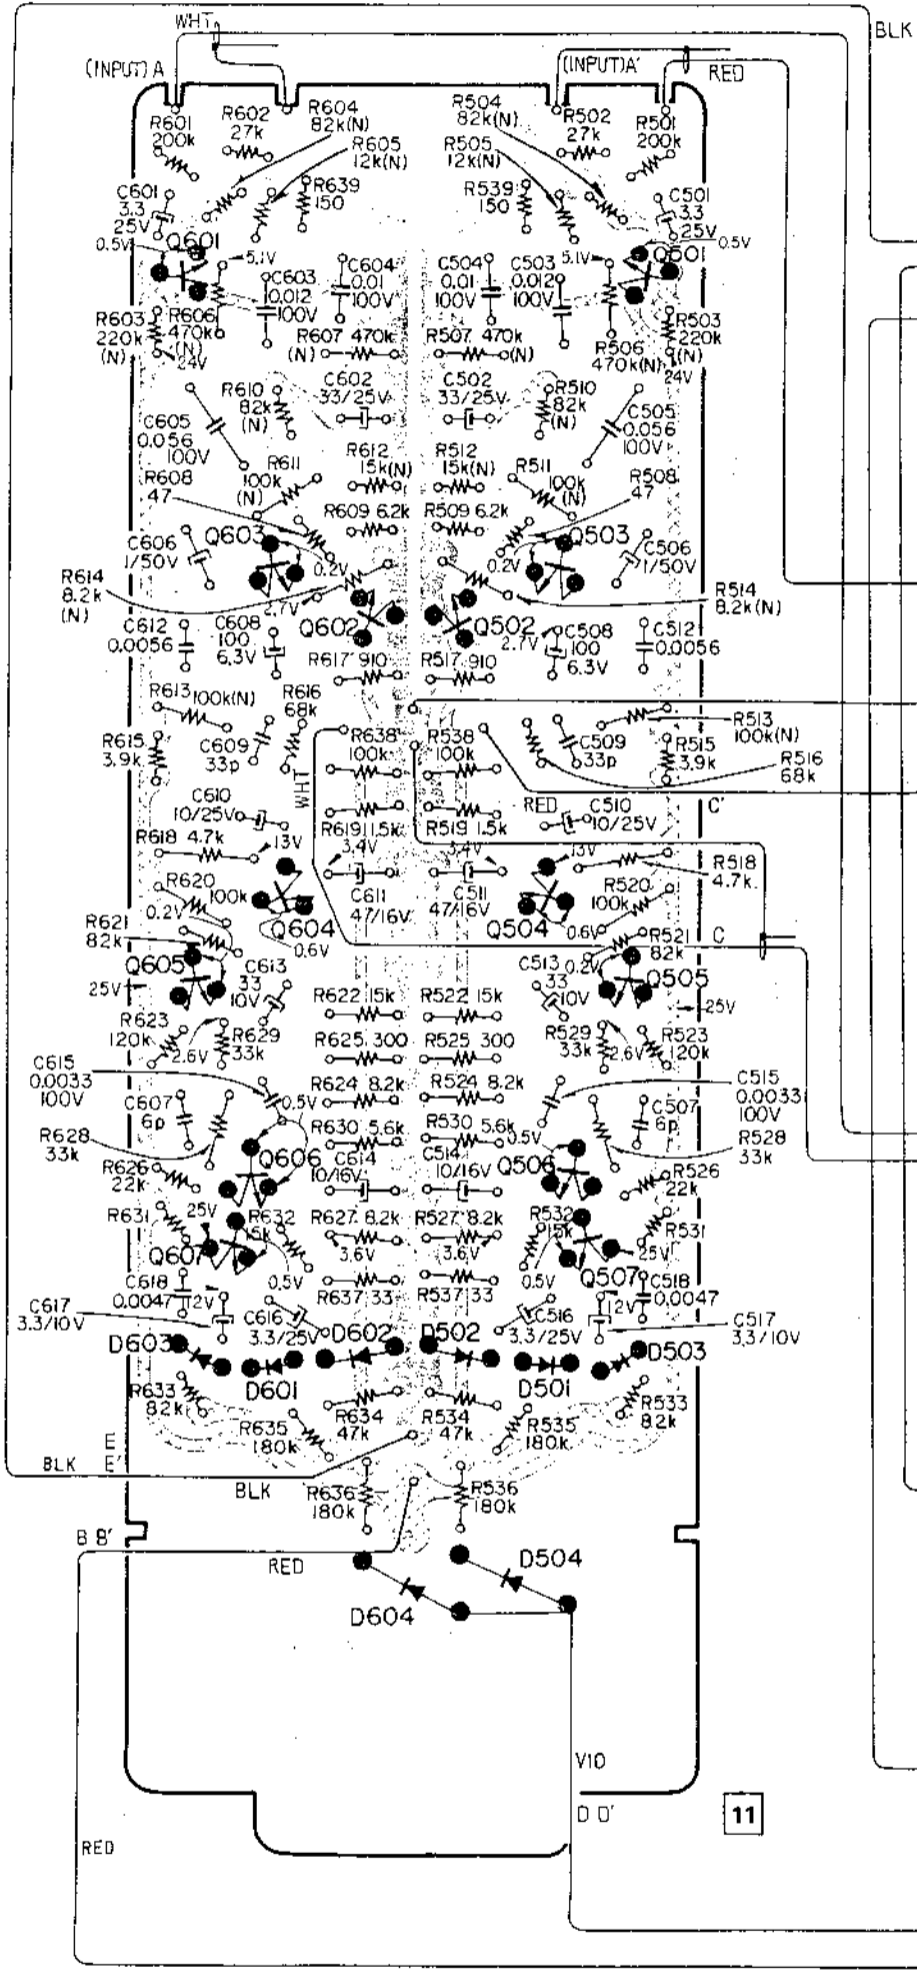 WHT
BLK
(INPUT) A
(INPUT) A'
RED
R601
200k
R602
27k
R604
82k(N)
R605
12k(N)
R504
82k(N)
R505
12k(N)
R502
27k
R501
200k
C601
3.3
25V
R639
150
R539
150
C501
3.3
25V
0.5V
Q601
5.1V
C603
0.012
100V
C604
0.01
100V
C504
0.01
100V
C503
0.012
100V
5.1V
Q501
0.5V
R603
220k
(N)
R606
470k
(N)
24V
R607 470k
(N)
R507 470k
(N)
R506
470k(N)
R503
220k
(N)
24V
C602
33/25V
C502
33/25V
R610
82k
(N)
R510
82k
(N)
C605
0.056
100V
C505
0.056
100V
R611
100k
(N)
R612
15k(N)
R512
15k(N)
R511
100k
(N)
R608
47
R508
47
R609 6.2k
R509 6.2k
Q603
Q503
C606
1/50V
0.2V
0.2V
C506
1/50V
R614
8.2k
(N)
R514
8.2k(N)
2.7V
Q602
Q502
2.7V
C612
0.0056
C608
100
6.3V
C508
100
6.3V
C512
0.0056
R617 910
R517 910
R613 100k(N)
R616
68k
R513
100k(N)
R615
3.9k
C609
33p
R638
100k
R538
100k
C509
33p
R515
3.9k
R516
68k
WHT
RED
C'
C610
10/25V
C510
10/25V
R618 4.7k
13V
R619 1.5k
3.4V
R519 1.5k
3.4V
13V
R518
4.7k
R620
100k
C611
47/16V
C511
47/16V
R520
100k
Q604
0.6V
Q504
0.6V
R621
82k
0.2V
R521
82k
C
Q605
C613
33
10V
C513
33
10V
0.2V
Q505
25V
25V
R622 15k
R522 15k
R623
120k
2.6V
R629
33k
R625 300
R525 300
R529
33k
2.6V
R523
120k
C615
0.0033
100V
R624 8.2k
R524 8.2k
C515
0.0033
100V
C607
6p
0.5V
R630 5.6k
R530 5.6k
0.5V
C507
6p
R628
33k
R528
33k
Q606
C614
10/16V
C514
10/16V
Q506
R626
22k
R526
22k
R631
25V
R632
15k
R627 8.2k
3.6V
R527 8.2k
3.6V
R532
15k
R531
25V
Q607
0.5V
0.5V
Q507
R637 33
R537 33
C618
0.0047
12V
12V
C518
0.0047
C617
3.3/10V
C616
3.3/25V
C516
3.3/25V
C517
3.3/10V
D603
D602
D502
D503
D601
D501
R633
82k
R634
47k
R534
47k
R533
8.2k
R635
180k
R535
180k
E
E'
BLK
BLK
R636
180k
R536
180k
B B'
RED
D504
D604
V10
D D'
11
RED